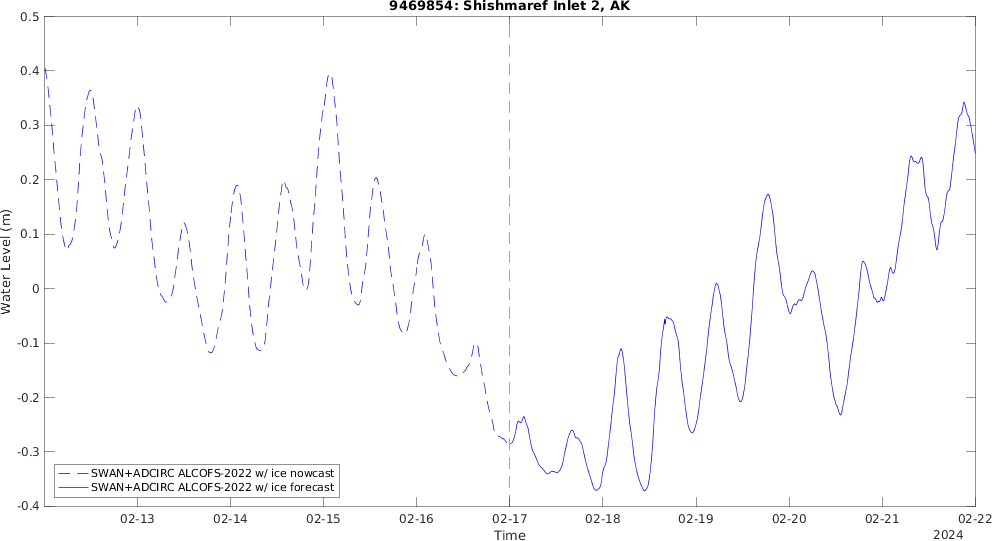 9469854: Shishmaref Inlet 2, AK
Water Level (m)
0.5
0.4
0.3
0.2
0.1
0
-0.1
-0.2
-0.3
-0.4
SWAN+ADCIRC ALCOFS-2022 w/ ice nowcast
SWAN+ADCIRC ALCOFS-2022 w/ ice forecast
02-13 02-14 02-15 02-16 02-17 02-18 02-19 02-20 02-21 02-22
Time
2024